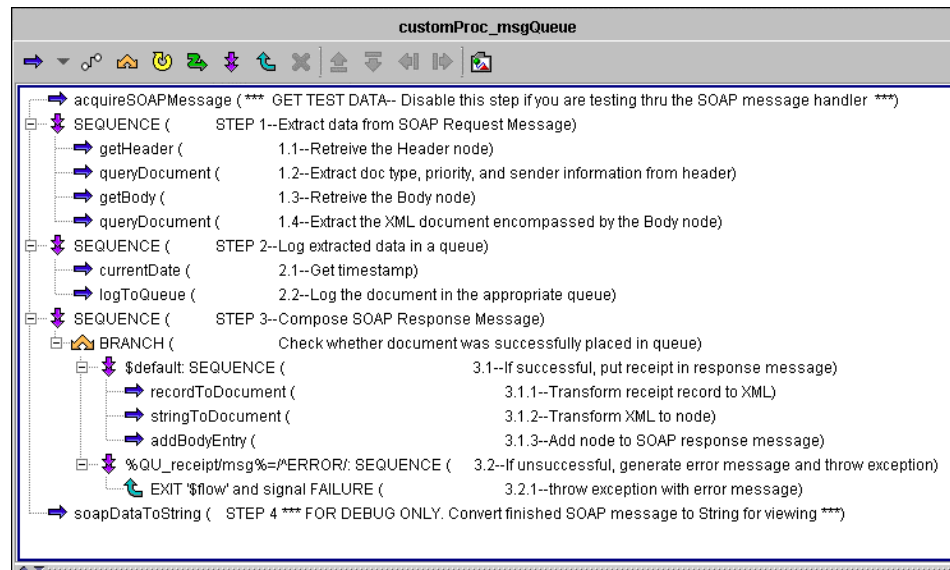 customProc_msgQueue
acquireSOAPMessage (*** GET TEST DATA-- Disable this step if you are testing thru the SOAP message handler ***)
SEQUENCE ( STEP 1--Extract data from SOAP Request Message)
getHeader ( 1.1--Retreive the Header node)
queryDocument ( 1.2--Extract doc type, priority, and sender information from header)
getBody ( 1.3--Retreive the Body node)
queryDocument ( 1.4--Extract the XML document encompassed by the Body node)
SEQUENCE ( STEP 2--Log extracted data in a queue)
currentDate ( 2.1--Get timestamp)
logToQueue ( 2.2--Log the document in the appropriate queue)
SEQUENCE ( STEP 3--Compose SOAP Response Message)
BRANCH ( Check whether document was successfully placed in queue)
$default: SEQUENCE ( 3.1--If successful, put receipt in response message)
recordToDocument ( 3.1.1--Transform receipt record to XML)
stringToDocument ( 3.1.2--Transform XML to node)
addBodyEntry ( 3.1.3--Add node to SOAP response message)
%QU_receipt/msg%=/^ERROR/: SEQUENCE ( 3.2--If unsuccessful, generate error message and throw exception)
EXIT '$flow' and signal FAILURE ( 3.2.1--throw exception with error message)
soapDataToString ( STEP 4 *** FOR DEBUG ONLY. Convert finished SOAP message to String for viewing ***)